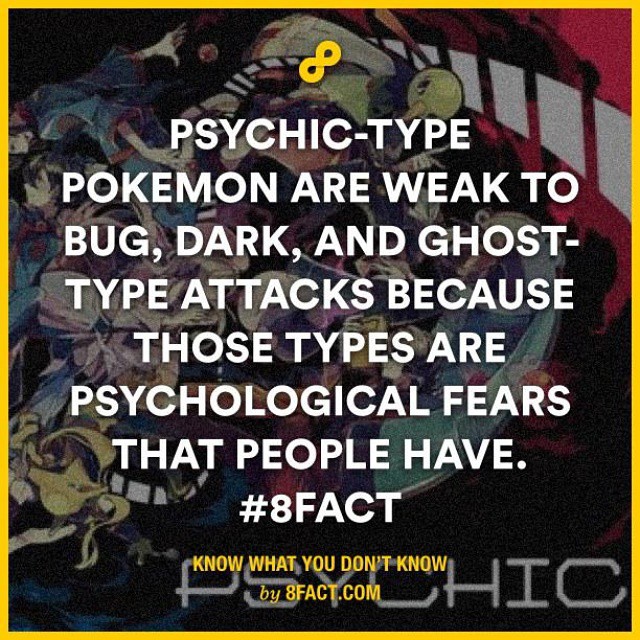 PSYCHIC-TYPE
POKEMON ARE WEAK TO
BUG, DARK, AND GHOST-
TYPE ATTACKS BECAUSE
THOSE TYPES ARE
PSYCHOLOGICAL FEARS
THAT PEOPLE HAVE.
#8FACT
KNOW WHAT YOU DON'T KNOW
by 8FACT.COM
PSYCHIC